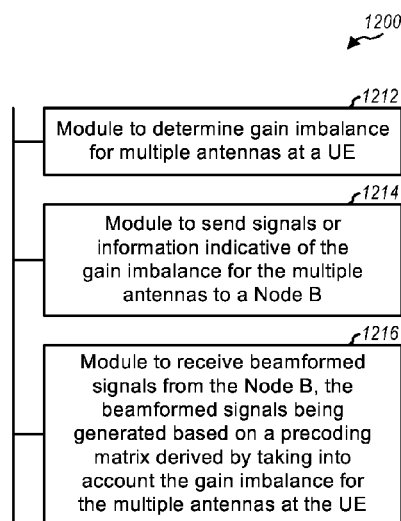 1200
1212
Module to determine gain imbalance
for multiple antennas at a UE
1214
Module to send signals or
information indicative of the
gain imbalance for the multiple
antennas to a Node B
1216
Module to receive beamformed
signals from the Node B, the
beamformed signals being
generated based on a precoding
matrix derived by taking into
account the gain imbalance for
the multiple antennas at the UE